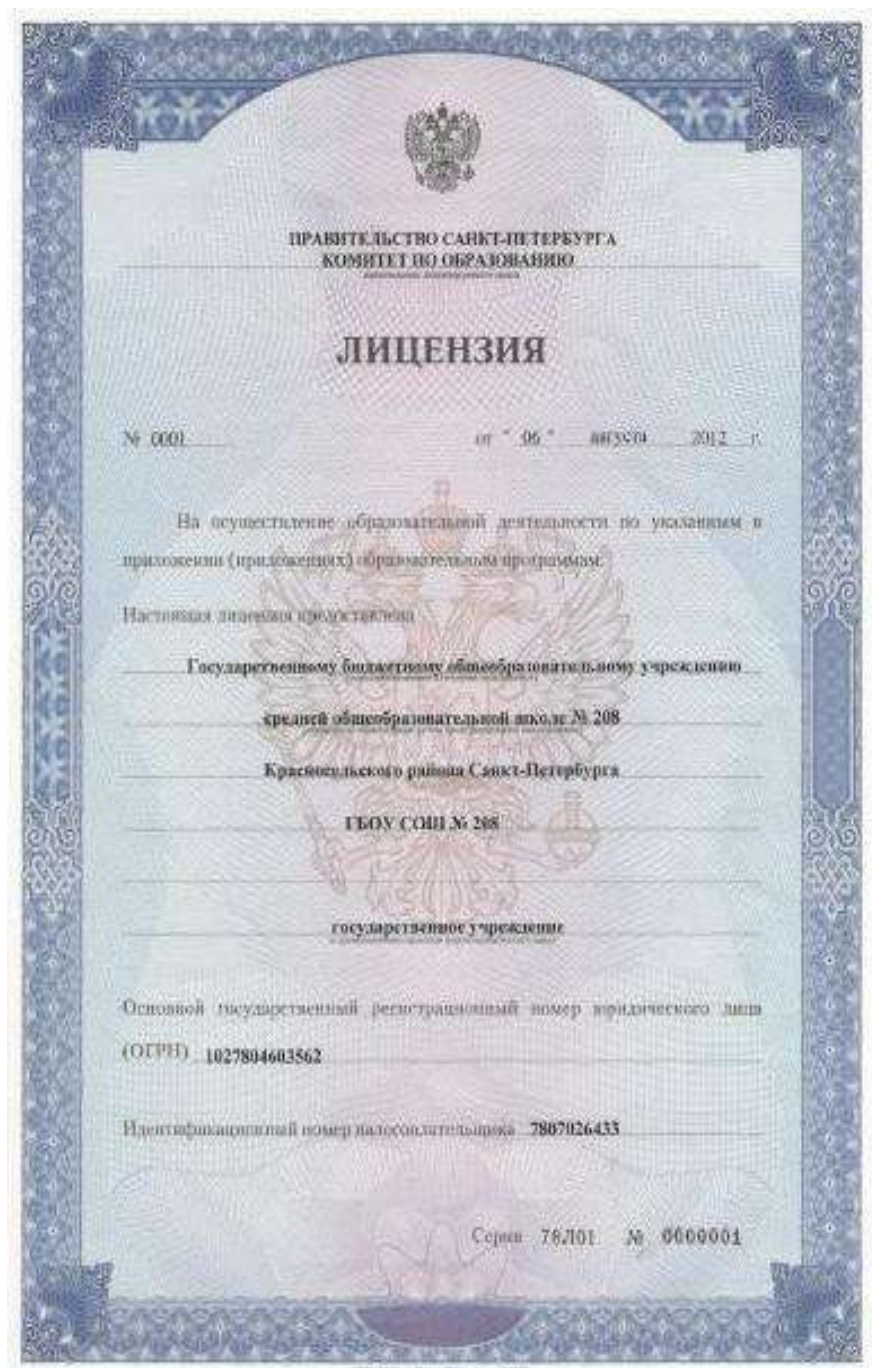 ПРАВИТЕЛЬСТВО САНКТ-ПЕТЕРБУРГА
КОМИТЕТ ПО ОБРАЗОВАНИЮ
ЛИЦЕНЗИЯ
№ 0001 от " 06 " августа 2012 г.
На осуществление образовательной деятельности по указанным в
приложении (приложениях) образовательным программам:
Настоящая лицензия предоставлена
Государственному бюджетному общеобразовательному учреждению
средней общеобразовательной школе № 208
Красносельского района Санкт-Петербурга
ГБОУ СОШ № 208
государственное учреждение
Основной государственный регистрационный номер юридического лица
(ОГРН) 1027804603562
Идентификационный номер налогоплательщика 7807026433
Серия 78Л01 № 0000001